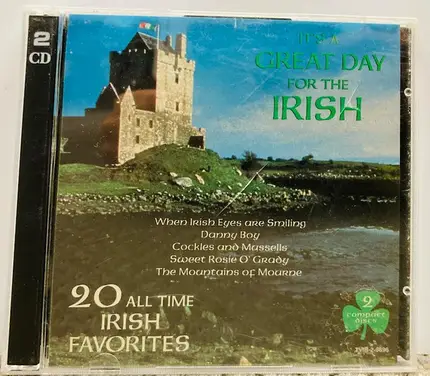 2
CD
IT'S A
GREAT DAY
FOR THE
IRISH
When Irish Eyes are Smiling
Danny Boy
Cockles and Mussells
Sweet Rosie O'Grady
The Mountains of Mourne
20 ALL TIME
IRISH
FAVORITES
2
compact
discs